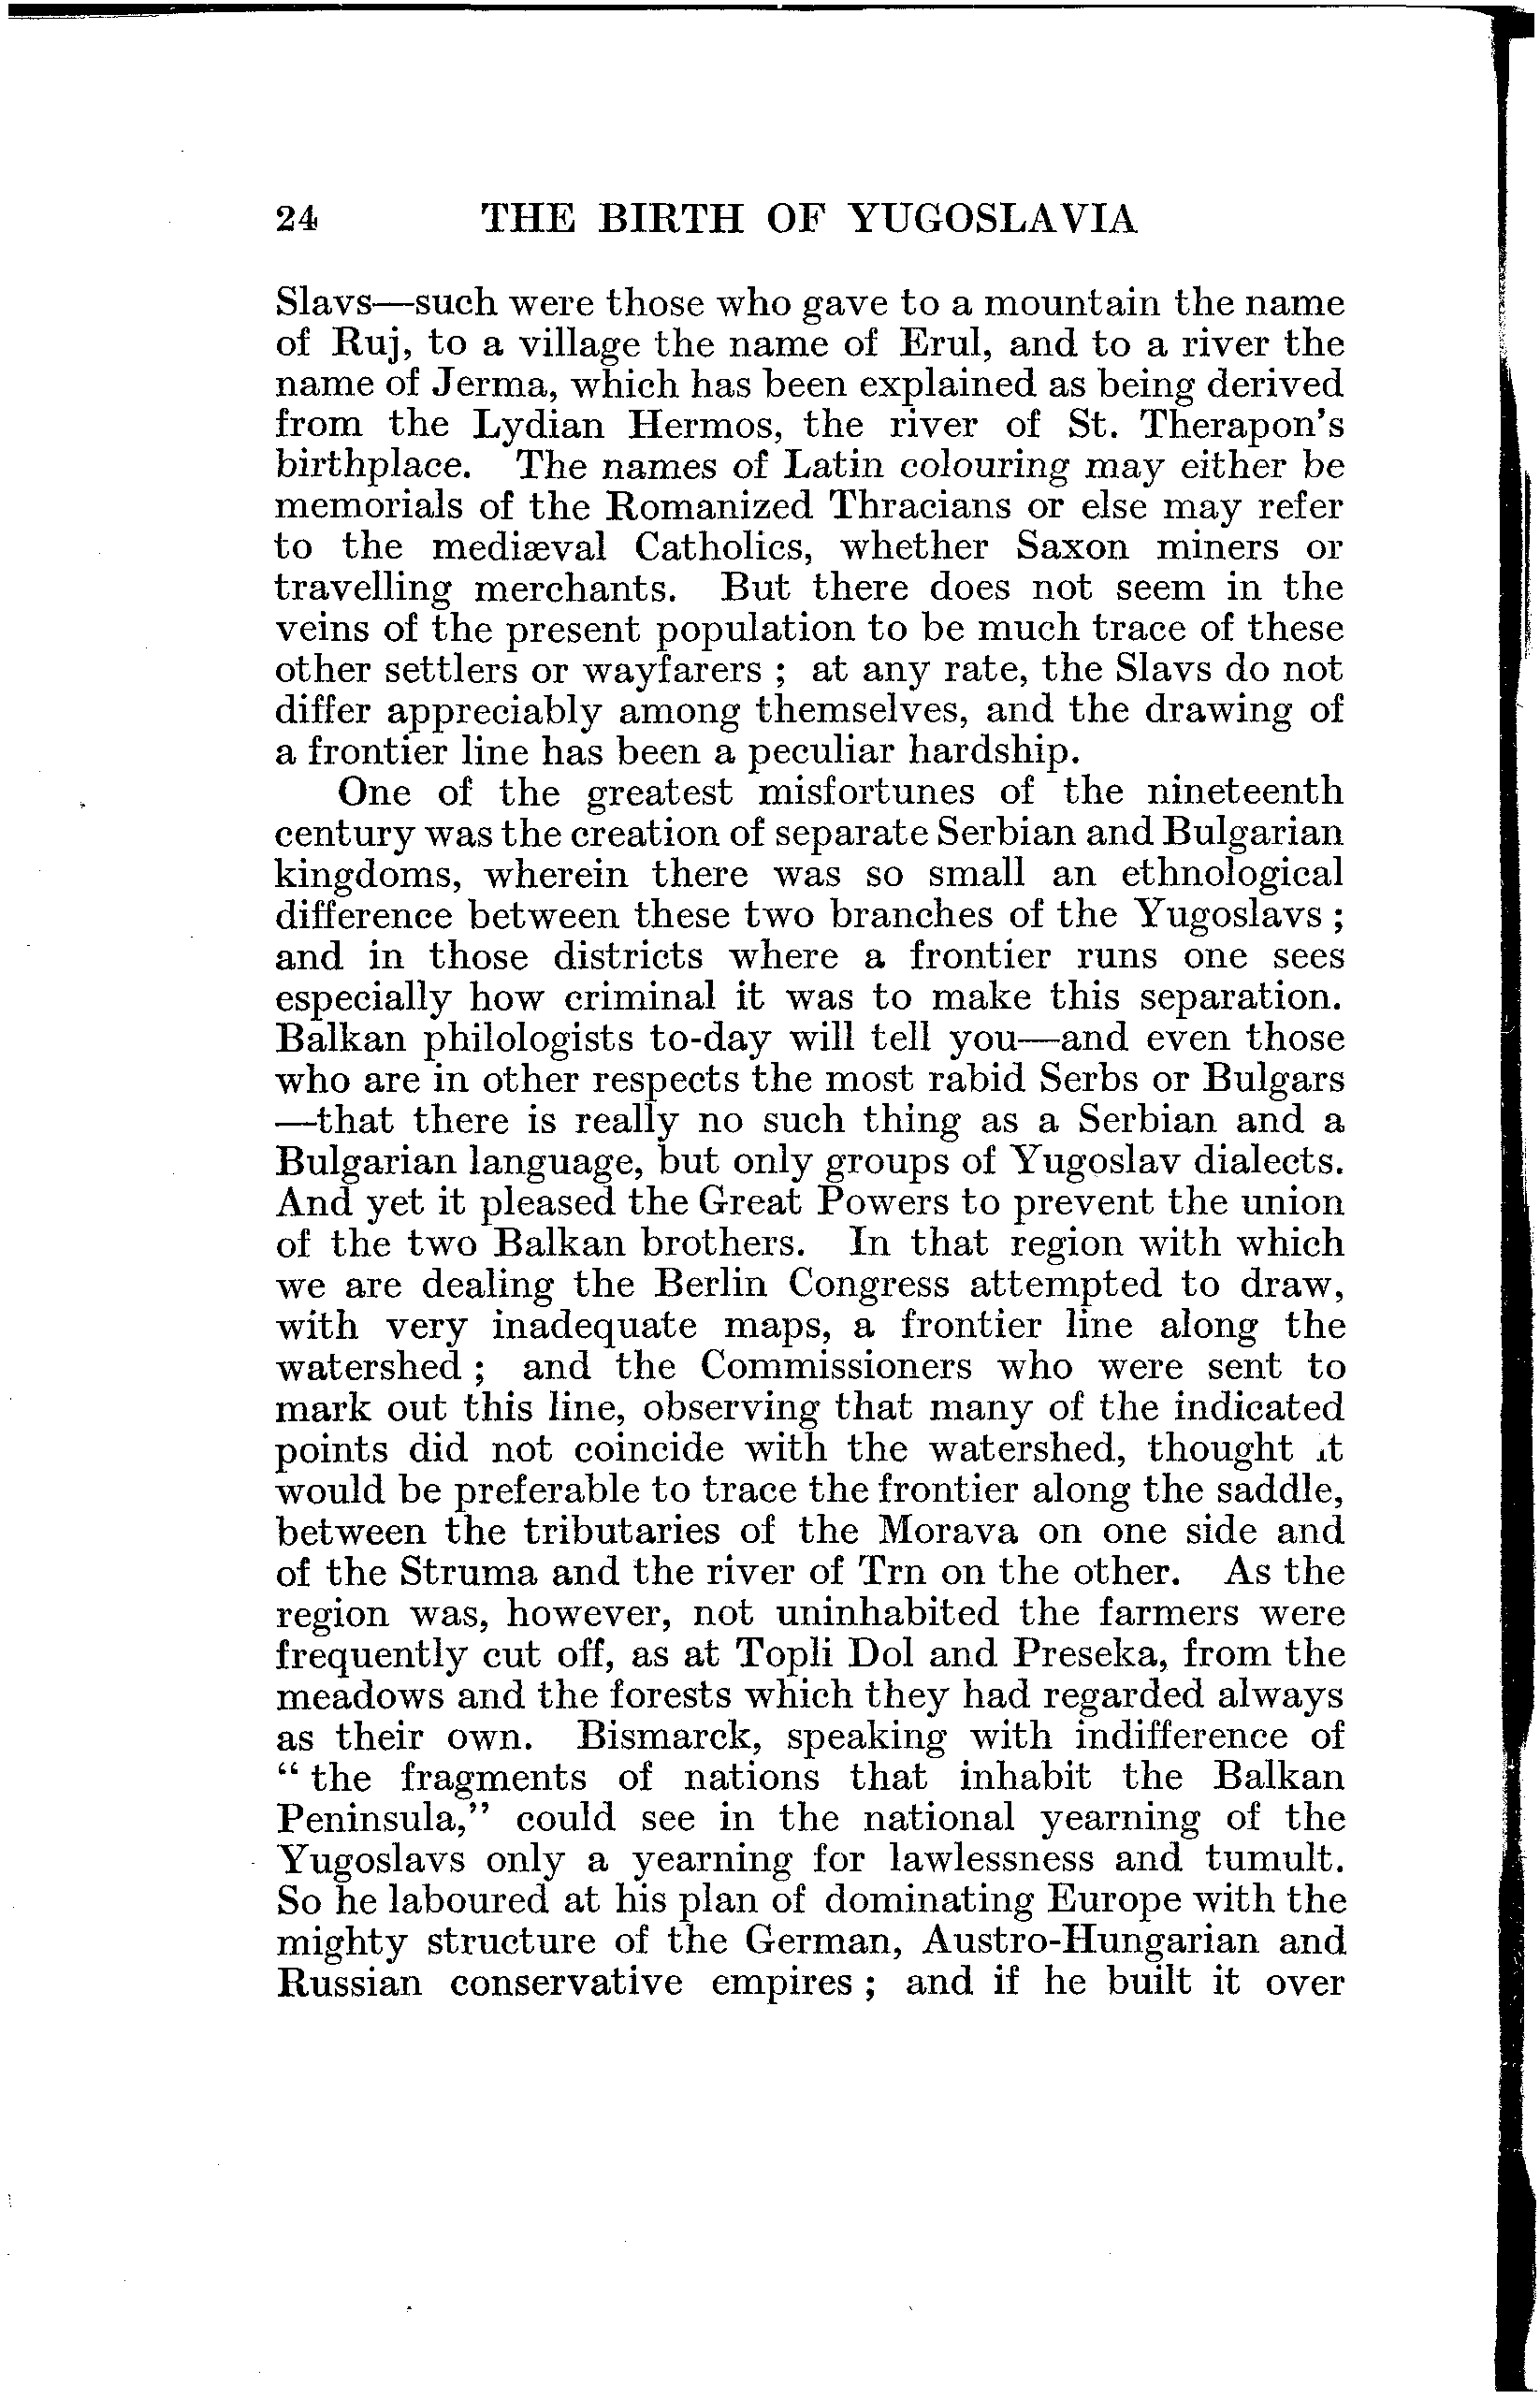 24 THE BIRTH OF YUGOSLAVIA
Slavs—such were those who gave to a mountain the name
of Ruj, to a village the name of Erul, and to a river the
name of Jerma, which has been explained as being derived
from the Lydian Hermos, the river of St. Therapon's
birthplace. The names of Latin colouring may either be
memorials of the Romanized Thracians or else may refer
to the mediæval Catholics, whether Saxon miners or
travelling merchants. But there does not seem in the
veins of the present population to be much trace of these
other settlers or wayfarers ; at any rate, the Slavs do not
differ appreciably among themselves, and the drawing of
a frontier line has been a peculiar hardship.
One of the greatest misfortunes of the nineteenth
century was the creation of separate Serbian and Bulgarian
kingdoms, wherein there was so small an ethnological
difference between these two branches of the Yugoslavs ;
and in those districts where a frontier runs one sees
especially how criminal it was to make this separation.
Balkan philologists to-day will tell you—and even those
who are in other respects the most rabid Serbs or Bulgars
—that there is really no such thing as a Serbian and a
Bulgarian language, but only groups of Yugoslav dialects.
And yet it pleased the Great Powers to prevent the union
of the two Balkan brothers. In that region with which
we are dealing the Berlin Congress attempted to draw,
with very inadequate maps, a frontier line along the
watershed ; and the Commissioners who were sent to
mark out this line, observing that many of the indicated
points did not coincide with the watershed, thought it
would be preferable to trace the frontier along the saddle,
between the tributaries of the Morava on one side and
of the Struma and the river of Trn on the other. As the
region was, however, not uninhabited the farmers were
frequently cut off, as at Topli Dol and Preseka, from the
meadows and the forests which they had regarded always
as their own. Bismarck, speaking with indifference of
“ the fragments of nations that inhabit the Balkan
Peninsula,” could see in the national yearning of the
Yugoslavs only a yearning for lawlessness and tumult.
So he laboured at his plan of dominating Europe with the
mighty structure of the German, Austro-Hungarian and
Russian conservative empires ; and if he built it over